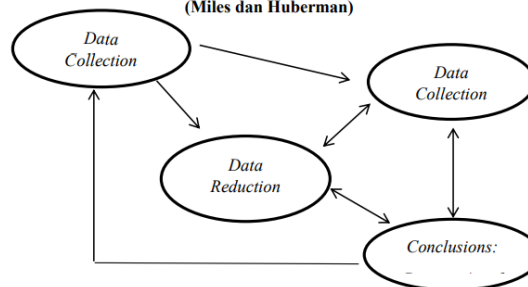 (Miles dan Huberman)
Data
Collection
Data
Collection
Data
Reduction
Conclusions: